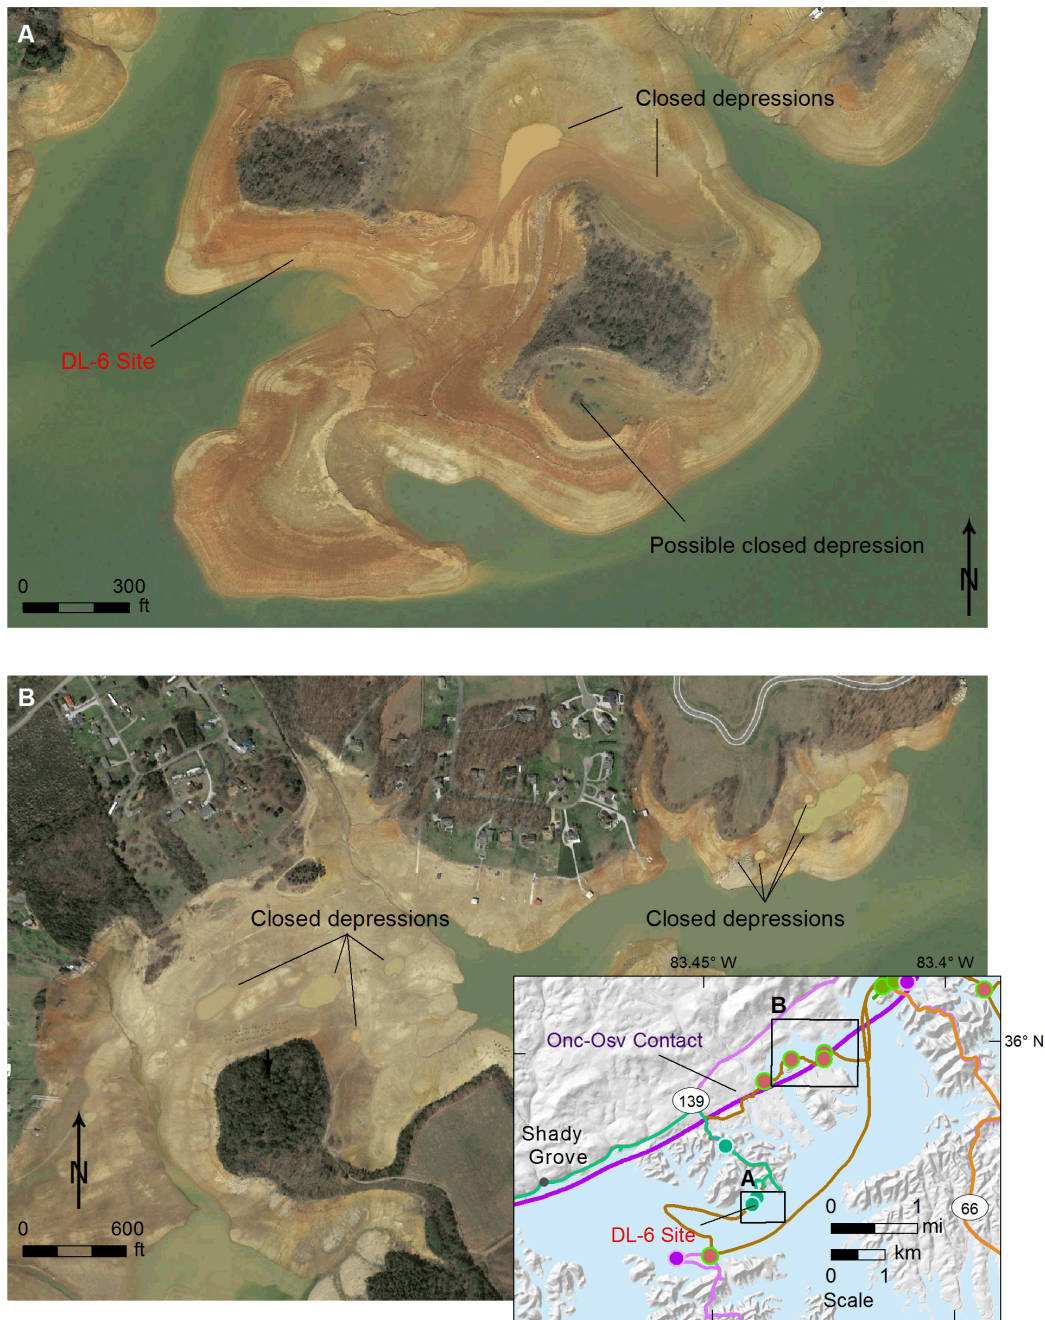 A
Closed depressions
DL-6 Site
Possible closed depression
0 300
ft
N
B
Closed depressions
Closed depressions
N
0 600
ft
83.45° W 83.4° W
B
36° N
Onc-Osv Contact
139
Shady
Grove
A
DL-6 Site
66
0 1
mi
km
0 1
Scale